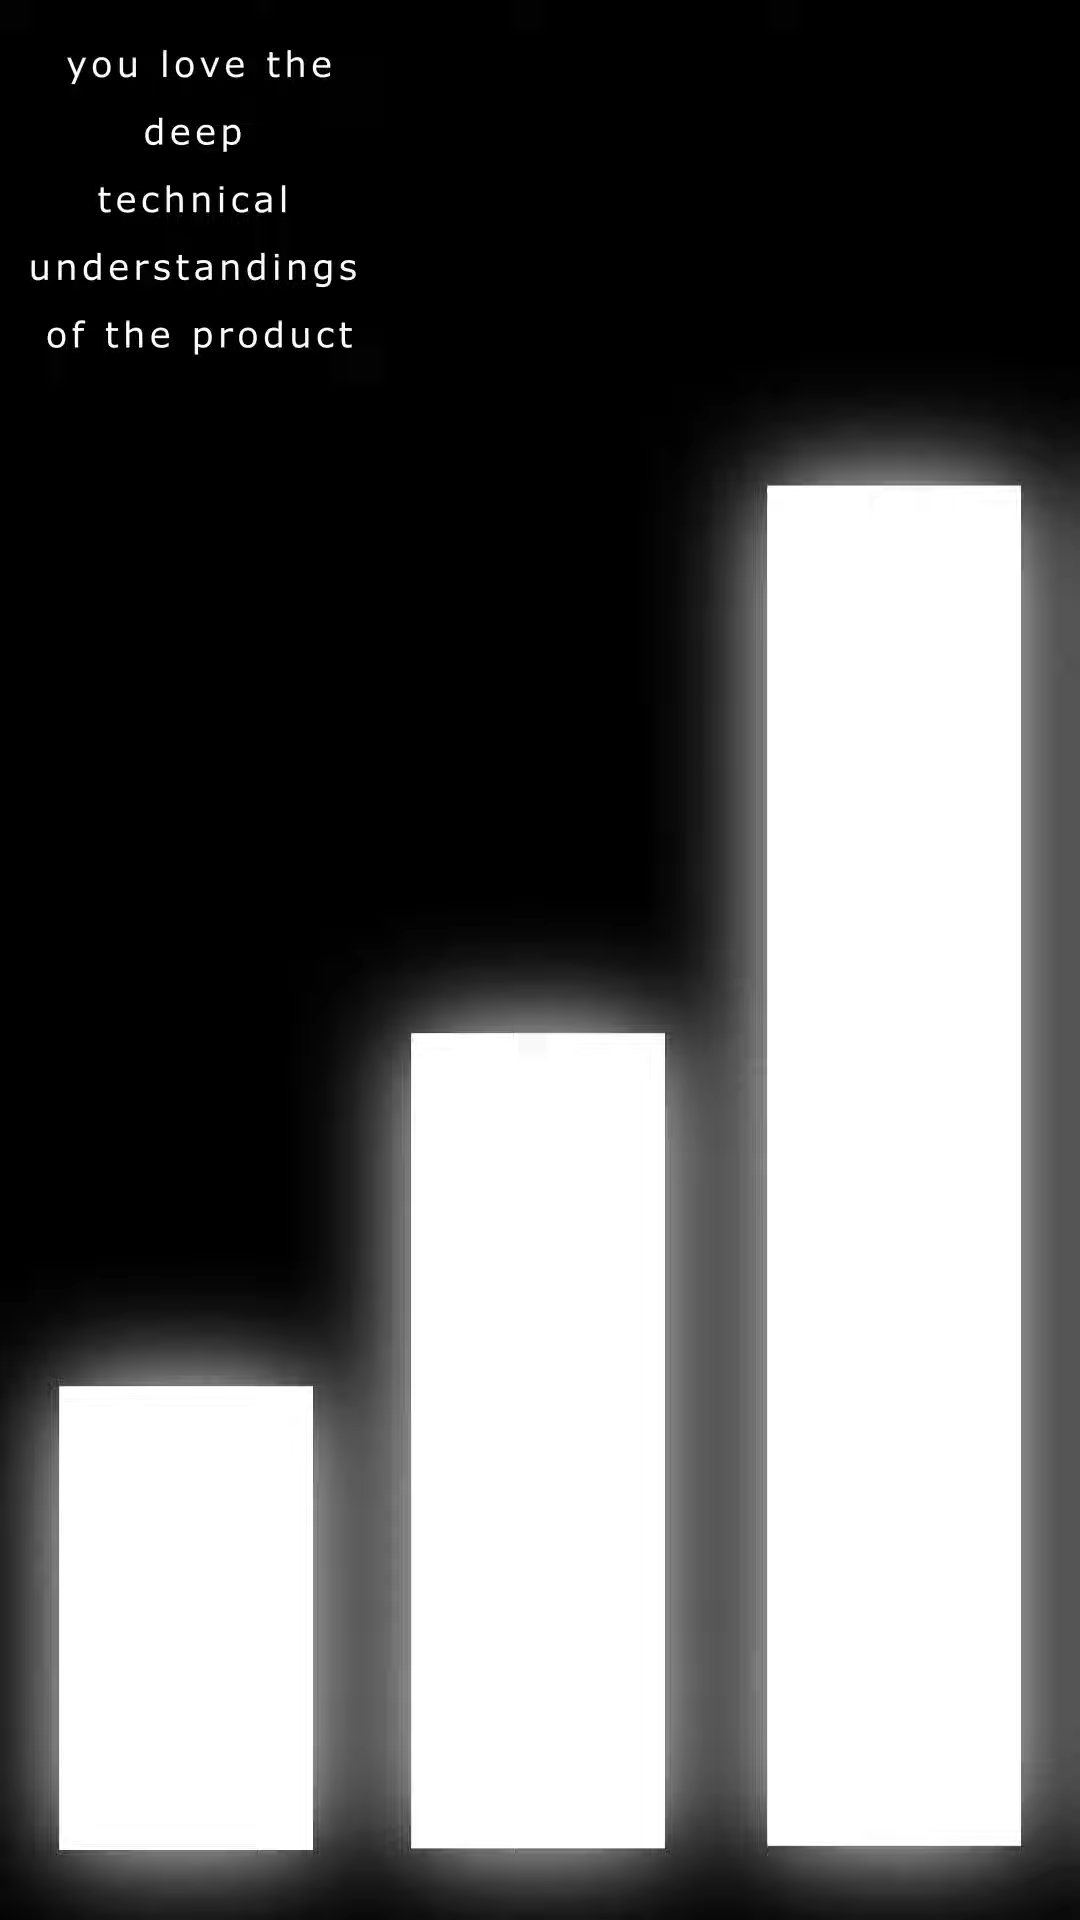 you love the
deep
technical
understandings
of the product